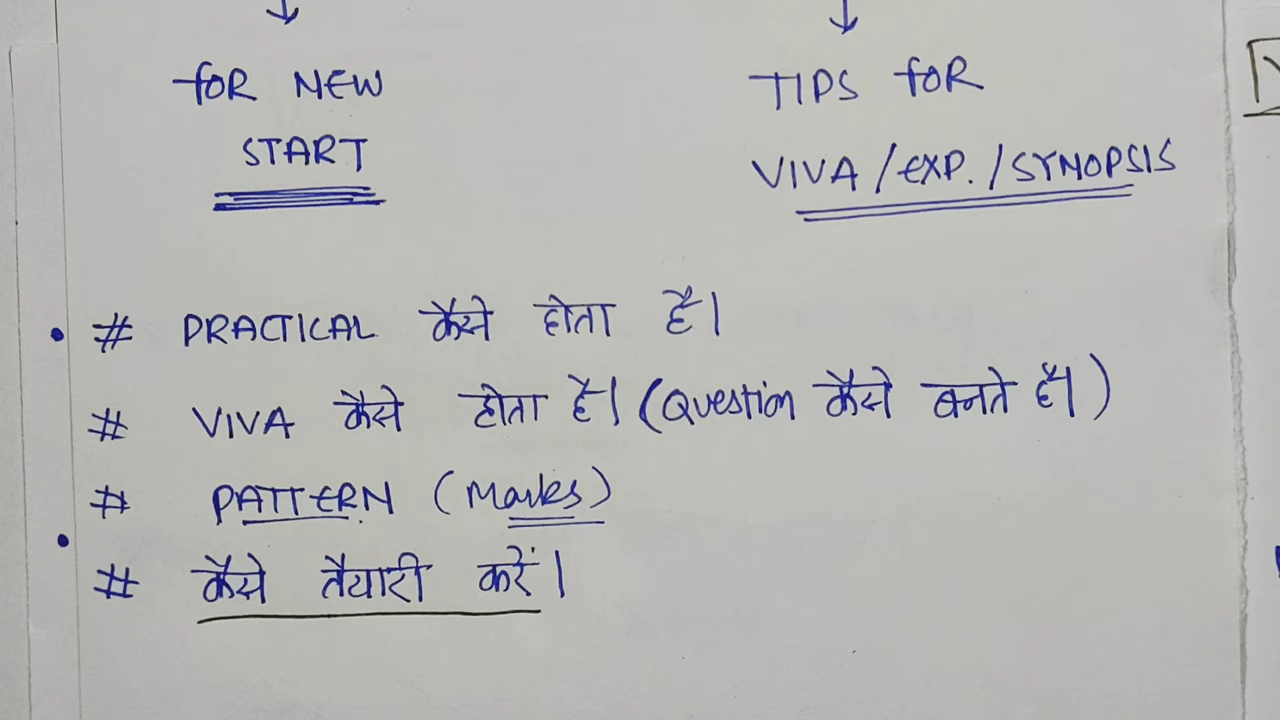 ↓ ↓
FOR NEW TIPS FOR
START VIVA / EXP. / SYNOPSIS
# PRACTICAL कैसे होता है।
# VIVA कैसे होता है। (Question कैसे बनते हैं।)
# PATTERN (Marks)
# कैसे तैयारी करें।